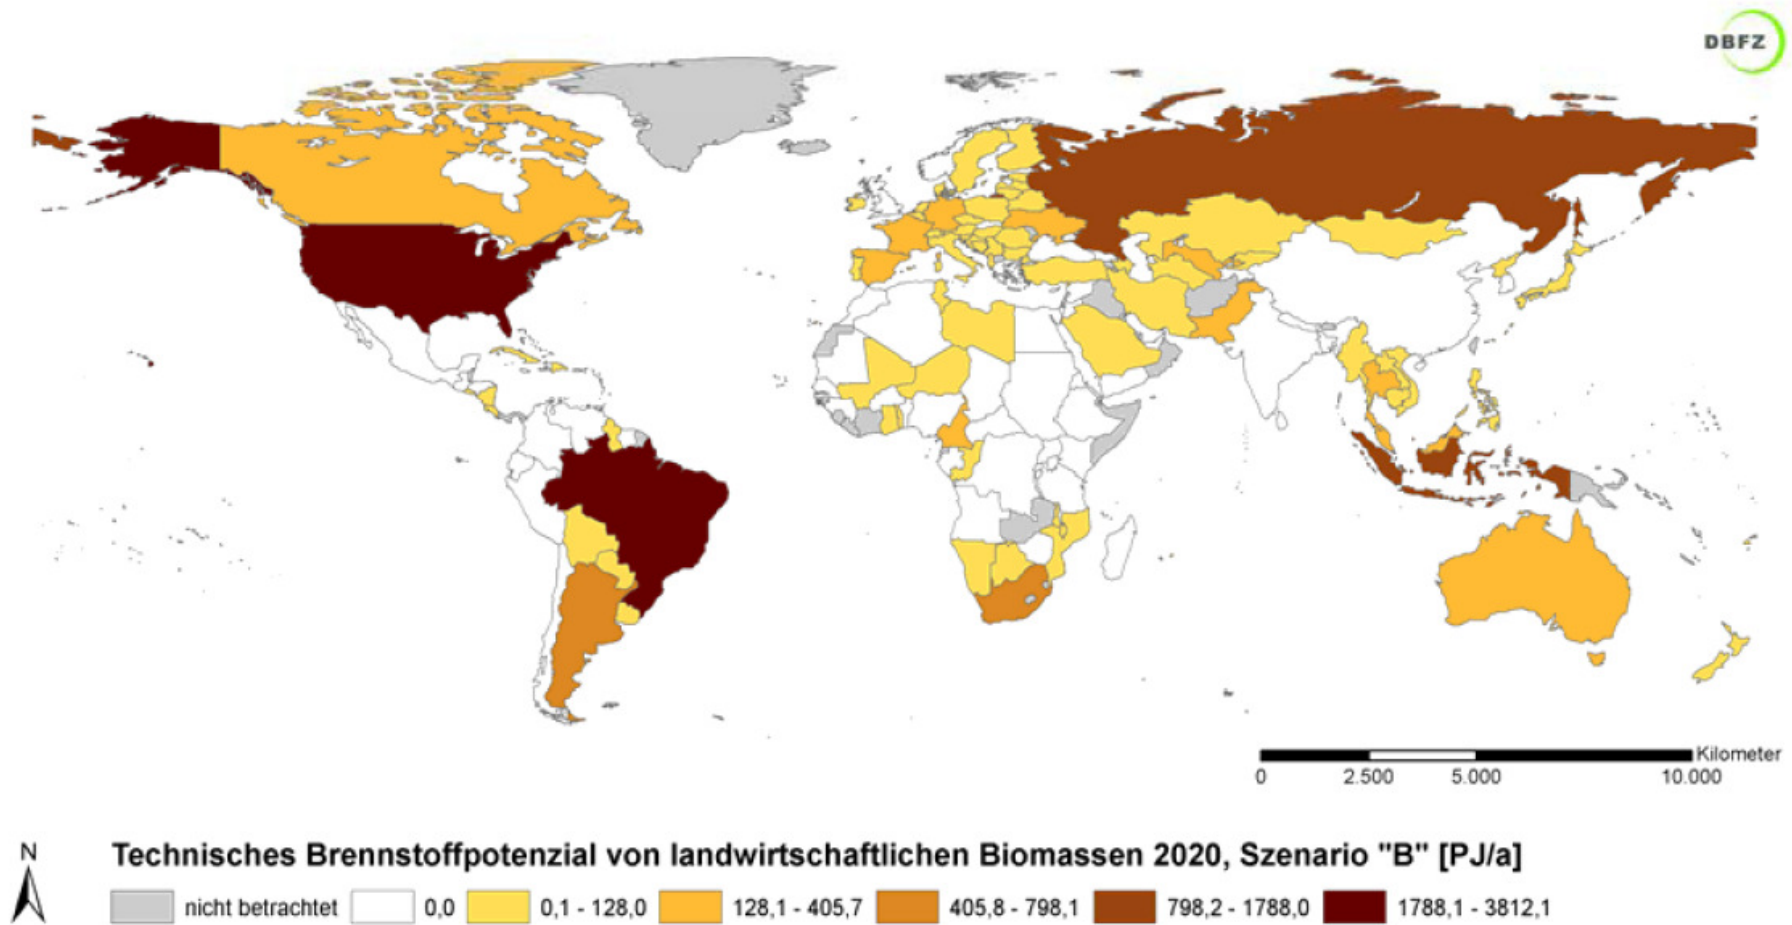 DBFZ
Kilometer
0 2.500 5.000 10.000
N
Technisches Brennstoffpotenzial von landwirtschaftlichen Biomassen 2020, Szenario "B" [PJ/a]
nicht betrachtet 0,0 0,1 - 128,0 128,1 - 405,7 405,8 - 798,1 798,2 - 1788,0 1788,1 - 3812,1